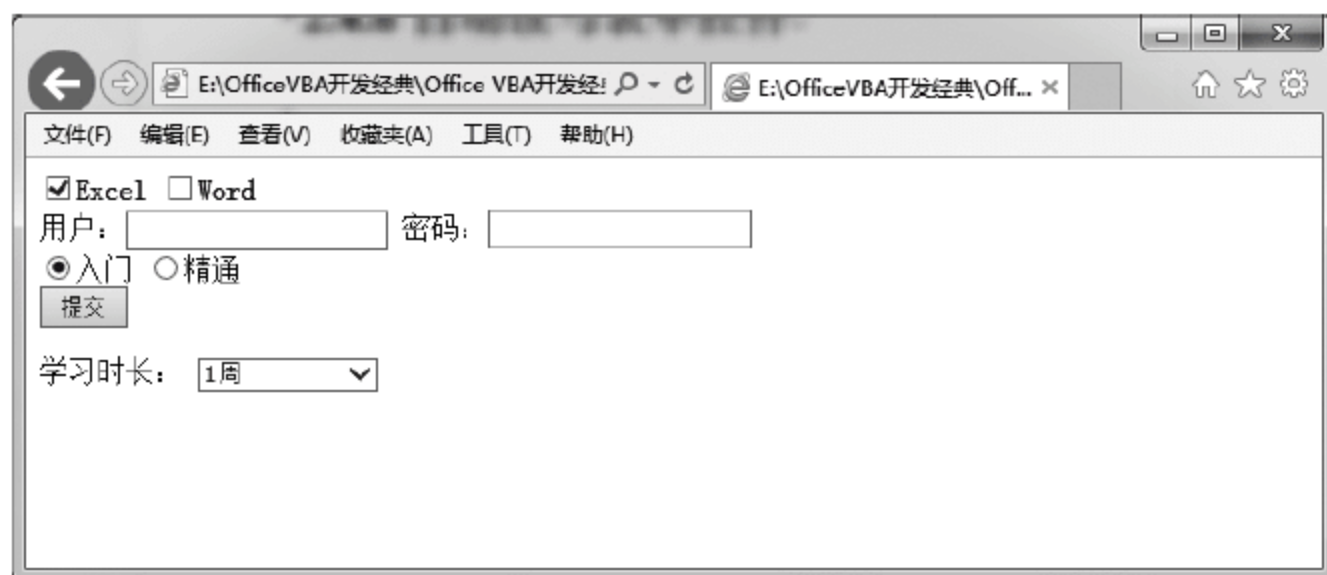 E:\OfficeVBA开发经典\Office VBA开发经! E:\OfficeVBA开发经典\Off...
文件(F) 编辑(E) 查看(V) 收藏夹(A) 工具(T) 帮助(H)
Excel Word
用户: 密码:
入门 精通
提交
学习时长: 1周